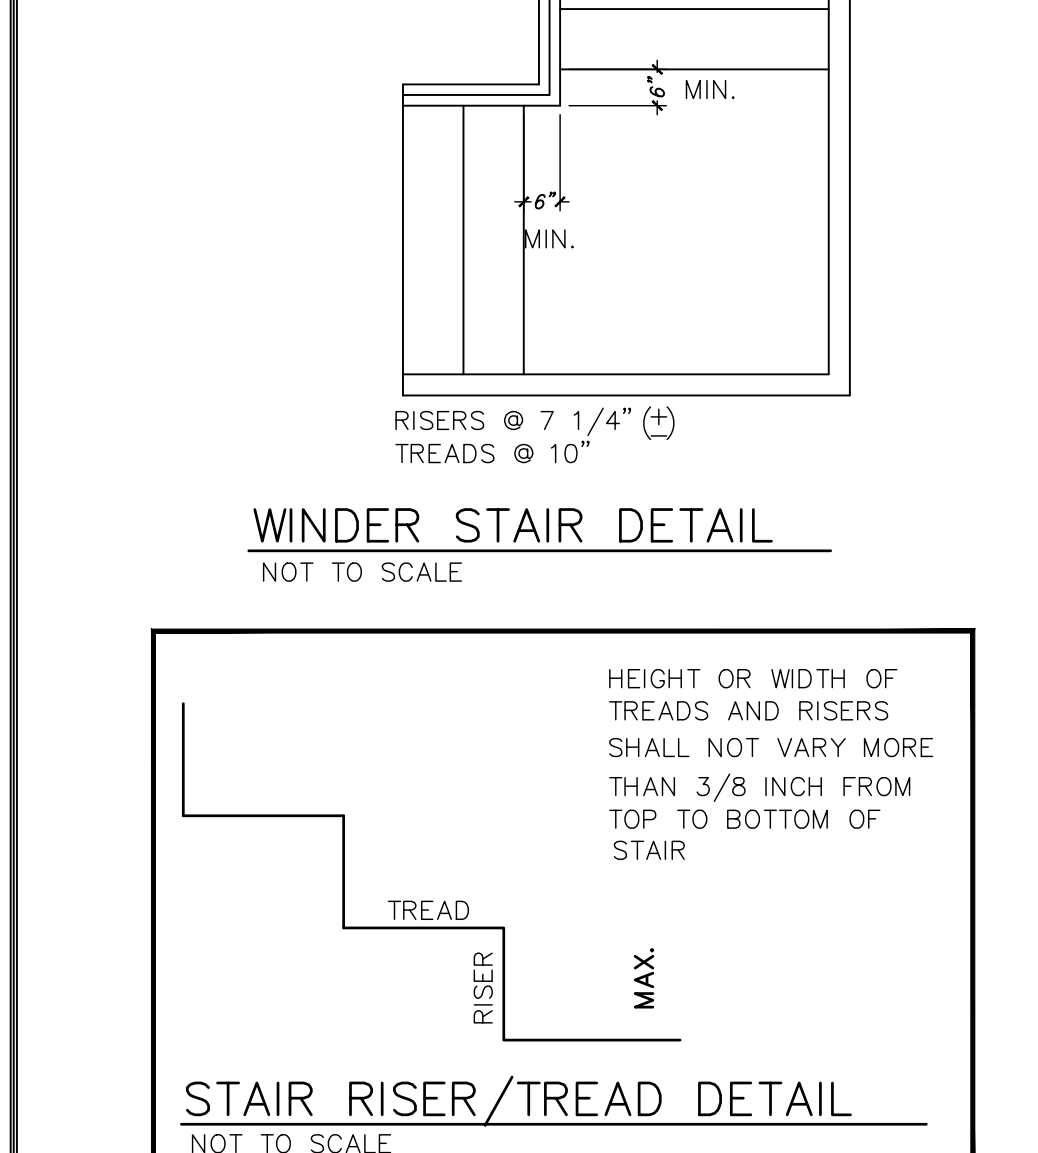 6" MIN.
6"
MIN.
RISERS @ 7 1/4" (±)
TREADS @ 10"
WINDER STAIR DETAIL
NOT TO SCALE
HEIGHT OR WIDTH OF
TREADS AND RISERS
SHALL NOT VARY MORE
THAN 3/8 INCH FROM
TOP TO BOTTOM OF
STAIR
TREAD
RISER
MAX.
STAIR RISER/TREAD DETAIL
NOT TO SCALE